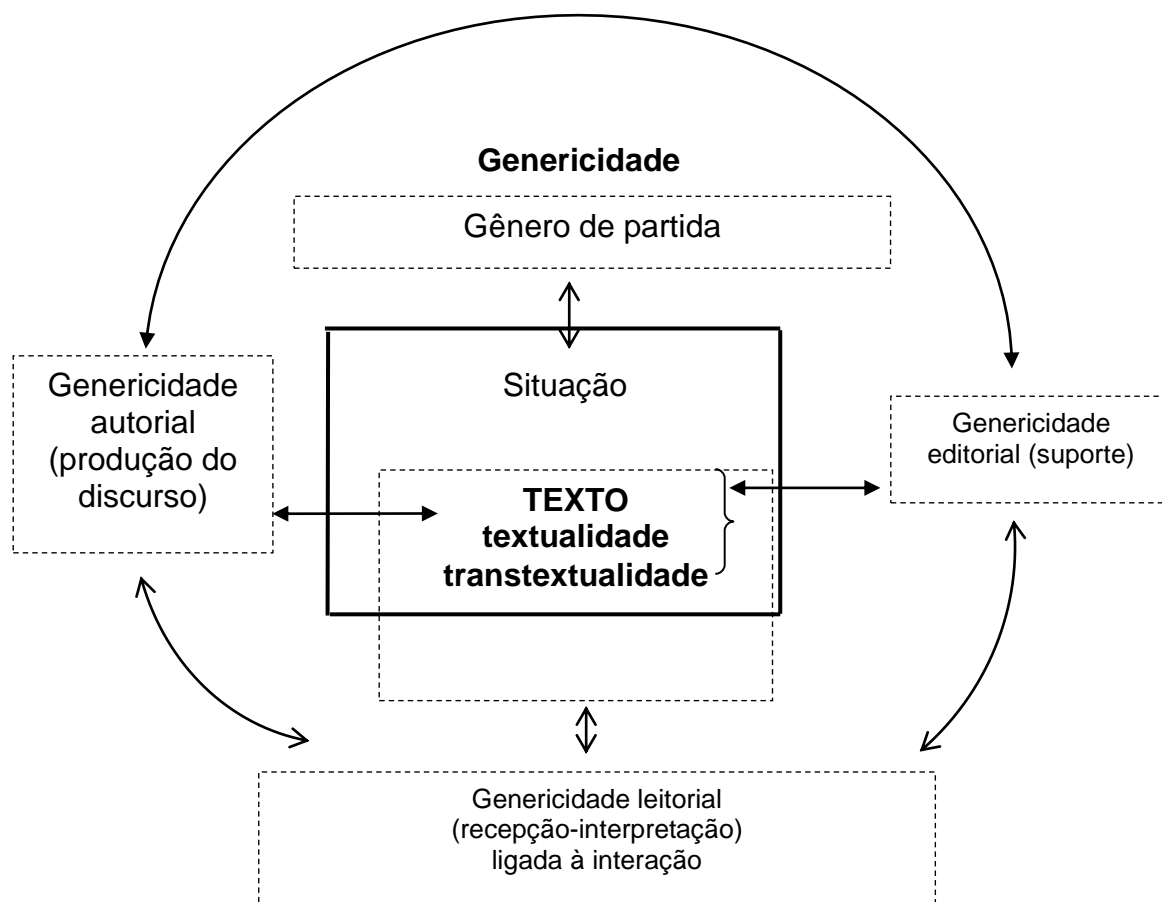 Genericidade
Gênero de partida
Situação
Genericidade
autorial
(produção do
discurso)
TEXTO
textualidade
transtextualidade
Genericidade
editorial (suporte)
Genericidade leitorial
(recepção-interpretação)
ligada à interação